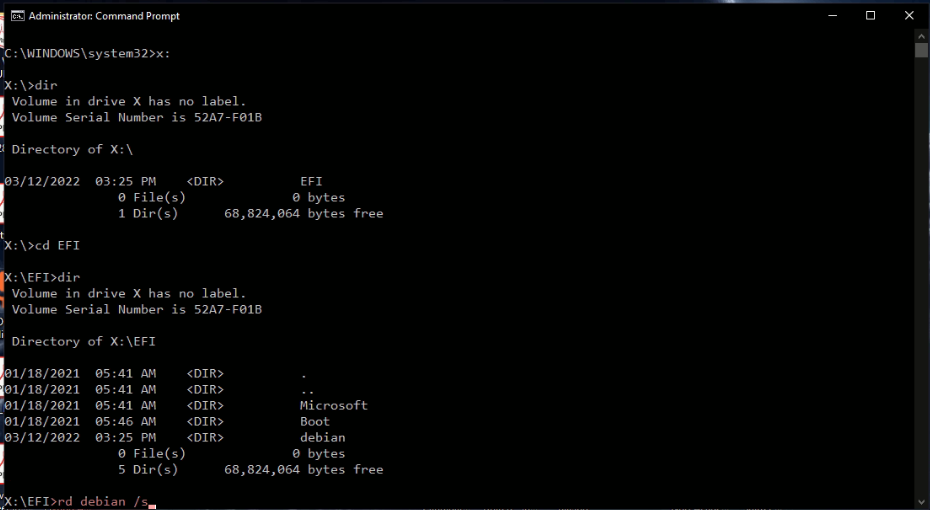 Administrator: Command Prompt
C:\WINDOWS\system32>x:
X:\>dir
Volume in drive X has no label.
Volume Serial Number is 52A7-F01B
Directory of X:\
03/12/2022 03:25 PM <DIR> EFI
0 File(s) 0 bytes
1 Dir(s) 68,824,064 bytes free
X:\>cd EFI
X:\EFI>dir
Volume in drive X has no label.
Volume Serial Number is 52A7-F01B
Directory of X:\EFI
01/18/2021 05:41 AM <DIR> .
01/18/2021 05:41 AM <DIR> ..
01/18/2021 05:41 AM <DIR> Microsoft
01/18/2021 05:46 AM <DIR> Boot
03/12/2022 03:25 PM <DIR> debian
0 File(s) 0 bytes
5 Dir(s) 68,824,064 bytes free
X:\EFI>rd debian /s